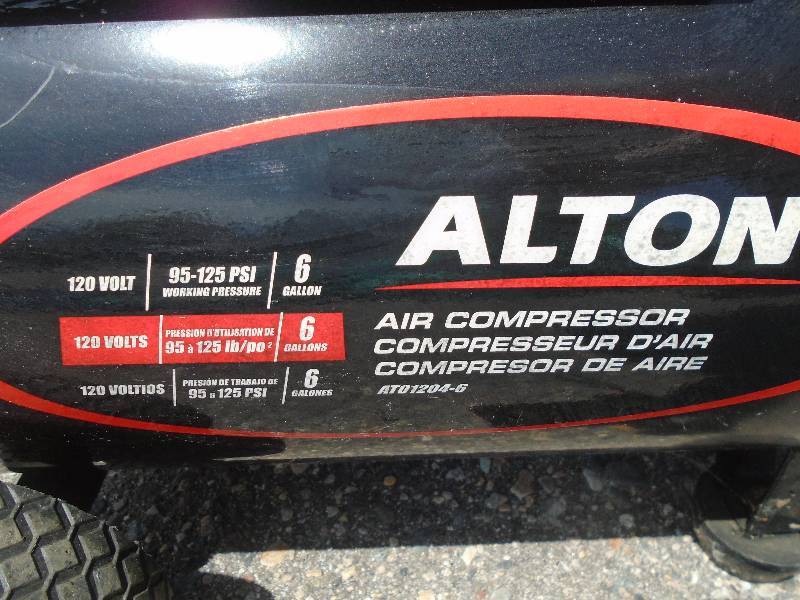 ALTON
120 VOLT 95-125 PSI WORKING PRESSURE 6 GALLON
120 VOLTS PRESSION D'UTILISATION DE 95 à 125 lb/po² 6 GALLONS
120 VOLTIOS PRESIÓN DE TRABAJO DE 95 a 125 PSI 6 GALONES
AIR COMPRESSOR
COMPRESSEUR D'AIR
COMPRESOR DE AIRE
AT01204-6